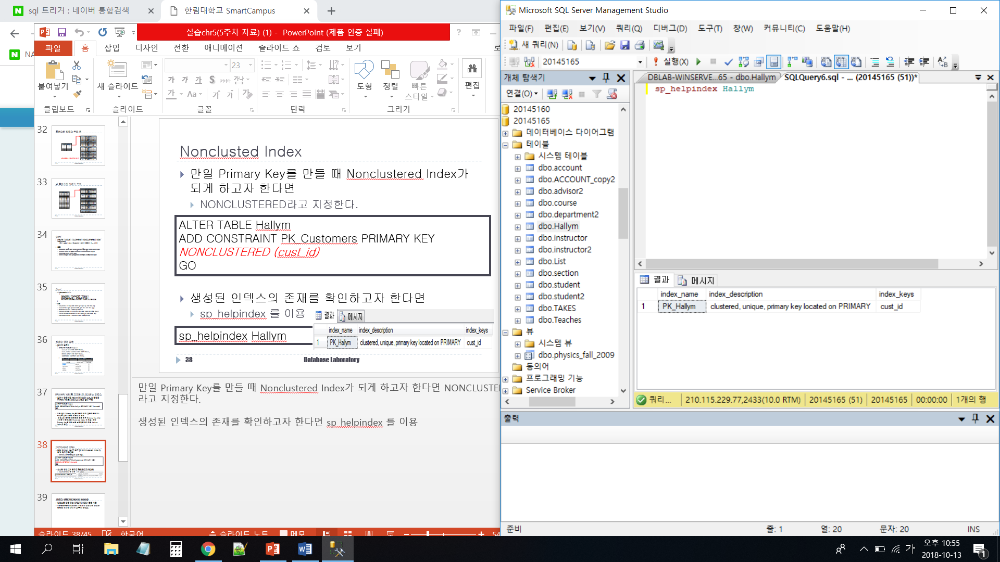 sql 트리거 : 네이버 통합검색
한림대학교 SmartCampus
실습chr5(5주차 자료) (1) - PowerPoint (제품 인증 실패)
파일 홈 삽입 디자인 전환 애니메이션 슬라이드 쇼 검토 보기
붙여넣기
새 슬라이드
23
도형 정렬 빠른 스타일
편집
클립보드 슬라이드 글꼴 단락 그리기
32
33
34
35
36
37
38
39
Nonclusted Index
만일 Primary Key를 만들 때 Nonclustered Index가
되게 하고자 한다면
NONCLUSTERED라고 지정한다.
ALTER TABLE Hallym
ADD CONSTRAINT PK_Customers PRIMARY KEY
NONCLUSTERED (cust_id)
GO
생성된 인덱스의 존재를 확인하고자 한다면
sp_helpindex 를 이용
결과 메시지
sp_helpindex Hallym
index_name index_description index_keys
1 PK_Hallym clustered, unique, primary key located on PRIMARY cust_id
38 Database Laboratory
만일 Primary Key를 만들 때 Nonclustered Index가 되게 하고자 한다면 NONCLUSTE
라고 지정한다.
생성된 인덱스의 존재를 확인하고자 한다면 sp_helpindex 를 이용
슬라이드 38/45 한국어 슬라이드 노트 메모 54
Microsoft SQL Server Management Studio
파일(F) 편집(E) 보기(V) 쿼리(Q) 디버그(D) 도구(T) 창(W) 커뮤니티(C) 도움말(H)
새 쿼리(N)
20145165 실행(X)
개체 탐색기
연결(O)
20145160
20145165
데이터베이스 다이어그램
테이블
시스템 테이블
dbo.account
dbo.ACCOUNT_copy2
dbo.advisor2
dbo.course
dbo.department2
dbo.Hallym
dbo.instructor
dbo.instructor2
dbo.List
dbo.section
dbo.student
dbo.student2
dbo.TAKES
dbo.Teaches
뷰
시스템 뷰
dbo.physics_fall_2009
동의어
프로그래밍 기능
Service Broker
DBLAB-WINSERVE...65 - dbo.Hallym SQLQuery6.sql - ... (20145165 (51))*
sp_helpindex Hallym
결과 메시지
index_name index_description index_keys
1 PK_Hallym clustered, unique, primary key located on PRIMARY cust_id
쿼리... 210.115.229.77,2433(10.0 RTM) 20145165 (51) 20145165 00:00:00 1개의 행
출력
준비 줄: 1 열: 20 문자: 20 INS
가 오후 10:55
2018-10-13
1